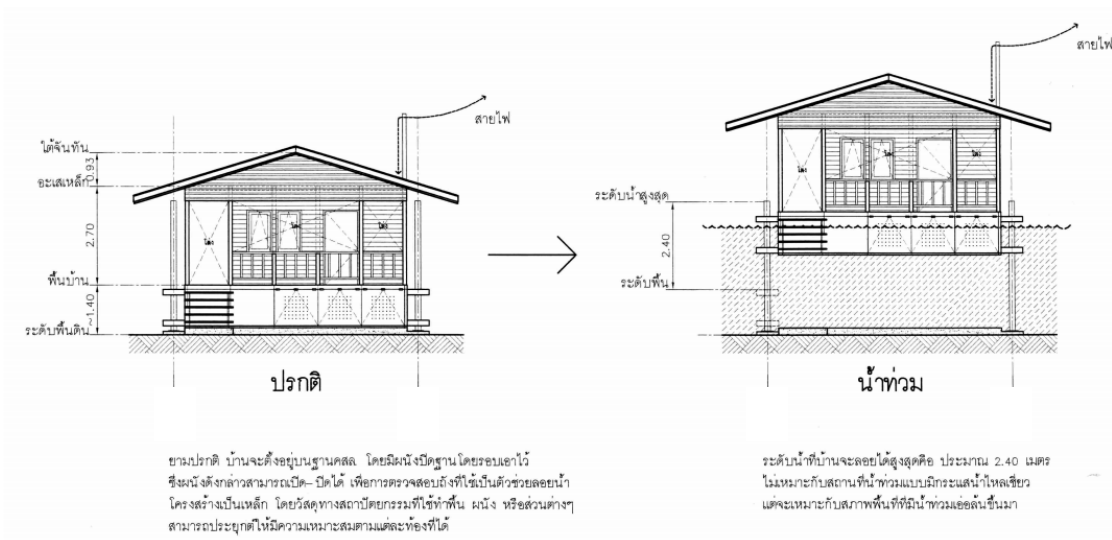 สายไฟ
ใต้จันทัน
0.93
อะเสเหล็ก
2.70
พื้นบ้าน
~1.40
ระดับพื้นดิน
โล่ง
โล่ง
โล่ง
ปรกติ
สายไฟ
ระดับน้ำสูงสุด
2.40
ระดับพื้น
โล่ง
โล่ง
โล่ง
น้ำท่วม
ยามปรกติ บ้านจะตั้งอยู่บนฐานคสล. โดยมีผนังปิดฐานโดยรอบเอาไว้
ซึ่งผนังดังกล่าวสามารถเปิด-ปิดได้ เพื่อการตรวจสอบถังที่ใช้เป็นตัวช่วยลอยน้ำ
โครงสร้างเป็นเหล็ก โดยวัสดุทางสถาปัตยกรรมที่ใช้ทำพื้น ผนัง หรือส่วนต่างๆ
สามารถประยุกต์ให้มีความเหมาะสมตามแต่ละท้องที่ได้
ระดับน้ำที่บ้านจะลอยได้สูงสุดคือ ประมาณ 2.40 เมตร
ไม่เหมาะกับสถานที่น้ำท่วมแบบมีกระแสน้ำไหลเชี่ยว
แต่จะเหมาะกับสภาพพื้นที่ที่มีน้ำท่วมเอ่อล้นขึ้นมา